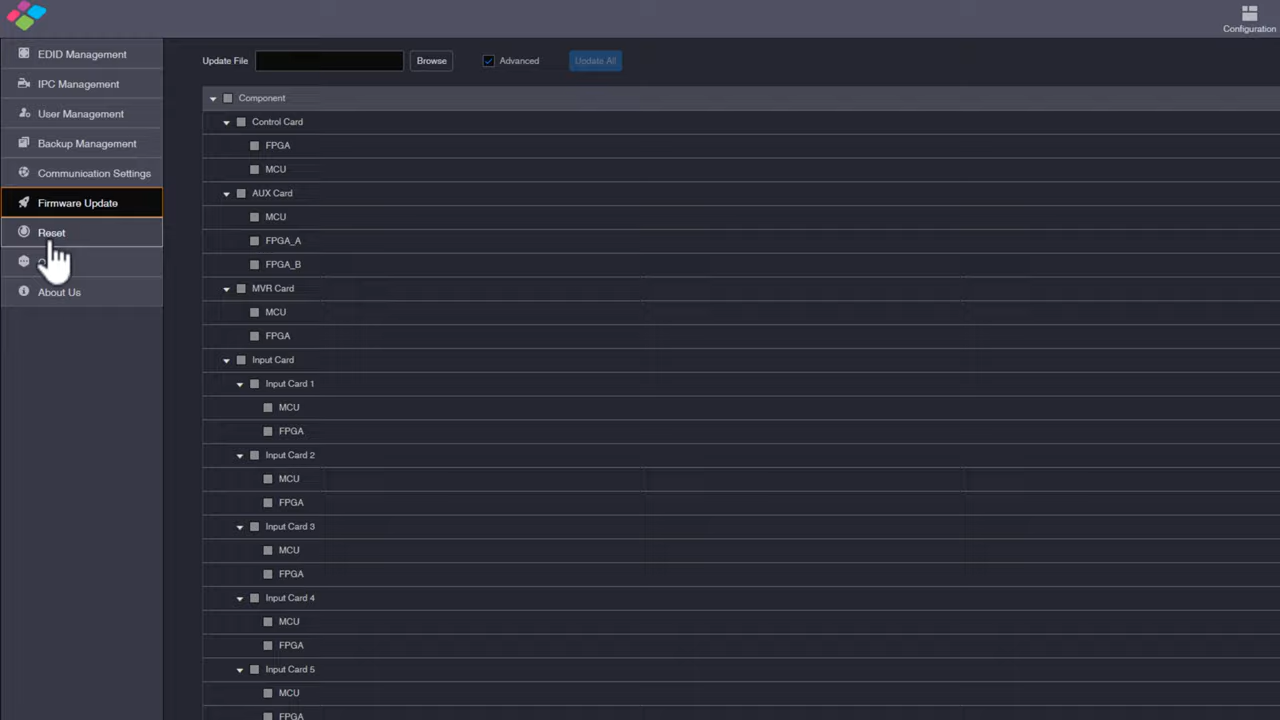 Configuration
EDID Management
IPC Management
User Management
Backup Management
Communication Settings
Firmware Update
Reset
About Us
Update File Browse Advanced Update All
Component
Control Card
FPGA
MCU
AUX Card
MCU
FPGA_A
FPGA_B
MVR Card
MCU
FPGA
Input Card
Input Card 1
MCU
FPGA
Input Card 2
MCU
FPGA
Input Card 3
MCU
FPGA
Input Card 4
MCU
FPGA
Input Card 5
MCU
FPGA